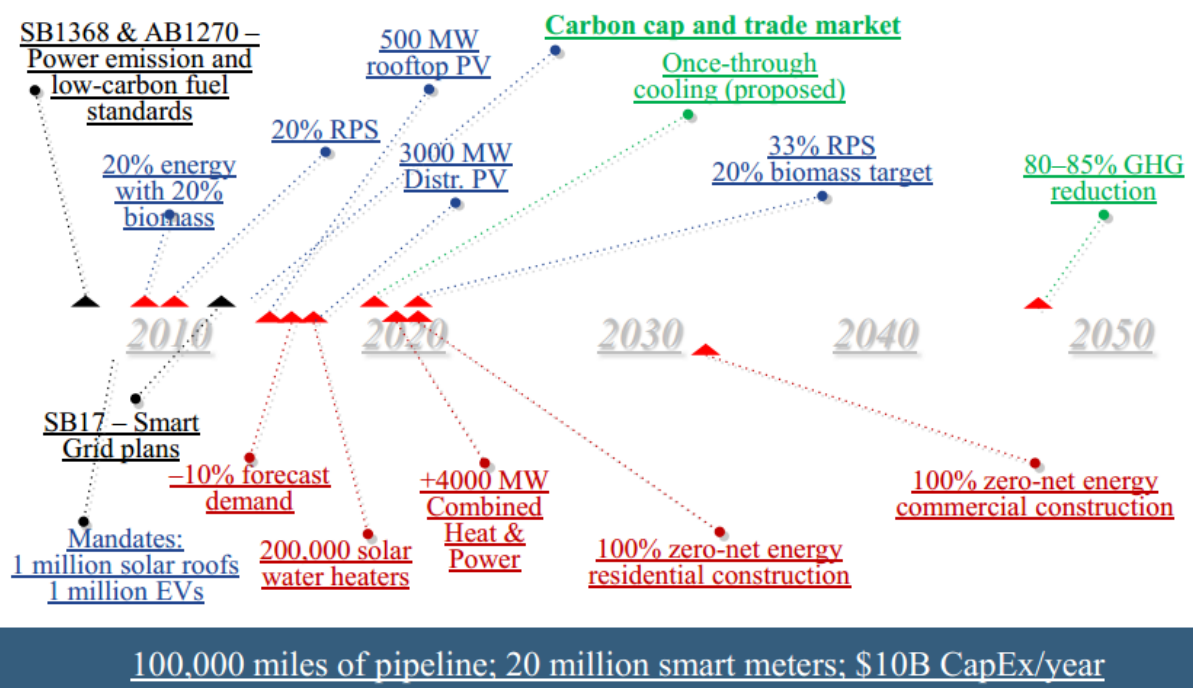 SB1368 & AB1270 –
Power emission and
low-carbon fuel
standards
20% energy
with 20%
biomass
20% RPS
500 MW
rooftop PV
3000 MW
Distr. PV
Carbon cap and trade market
Once-through
cooling (proposed)
33% RPS
20% biomass target
80–85% GHG
reduction
2010
2020
2030
2040
2050
SB17 – Smart
Grid plans
Mandates:
1 million solar roofs
1 million EVs
–10% forecast
demand
200,000 solar
water heaters
+4000 MW
Combined
Heat &
Power
100% zero-net energy
residential construction
100% zero-net energy
commercial construction
100,000 miles of pipeline; 20 million smart meters; $10B CapEx/year